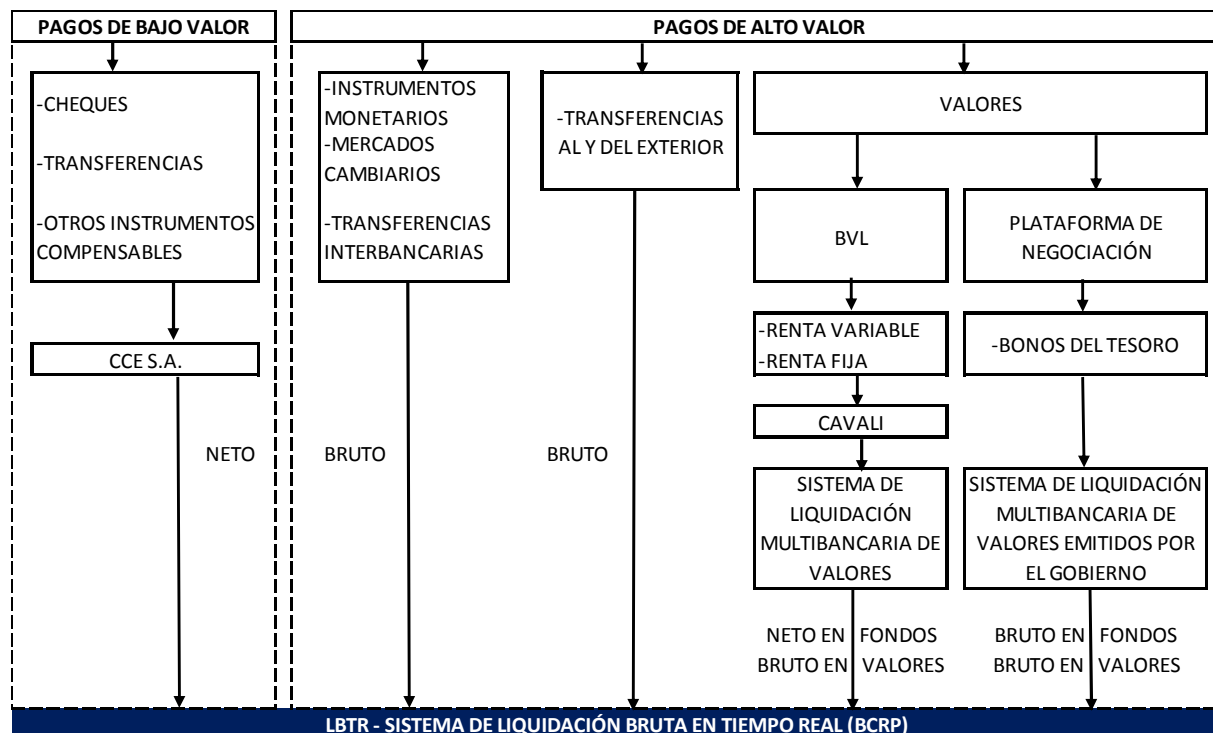 PAGOS DE BAJO VALOR
-CHEQUES
-TRANSFERENCIAS
-OTROS INSTRUMENTOS
COMPENSABLES
CCE S.A.
NETO
PAGOS DE ALTO VALOR
-INSTRUMENTOS
MONETARIOS
-MERCADOS
CAMBIARIOS
-TRANSFERENCIAS
INTERBANCARIAS
BRUTO
-TRANSFERENCIAS
AL Y DEL EXTERIOR
BRUTO
VALORES
BVL
-RENTA VARIABLE
-RENTA FIJA
CAVALI
SISTEMA DE
LIQUIDACIÓN
MULTIBANCARIA DE
VALORES
NETO EN FONDOS
BRUTO EN VALORES
PLATAFORMA DE
NEGOCIACIÓN
-BONOS DEL TESORO
SISTEMA DE LIQUIDACIÓN
MULTIBANCARIA DE
VALORES EMITIDOS POR
EL GOBIERNO
BRUTO EN FONDOS
BRUTO EN VALORES
LBTR - SISTEMA DE LIQUIDACIÓN BRUTA EN TIEMPO REAL (BCRP)